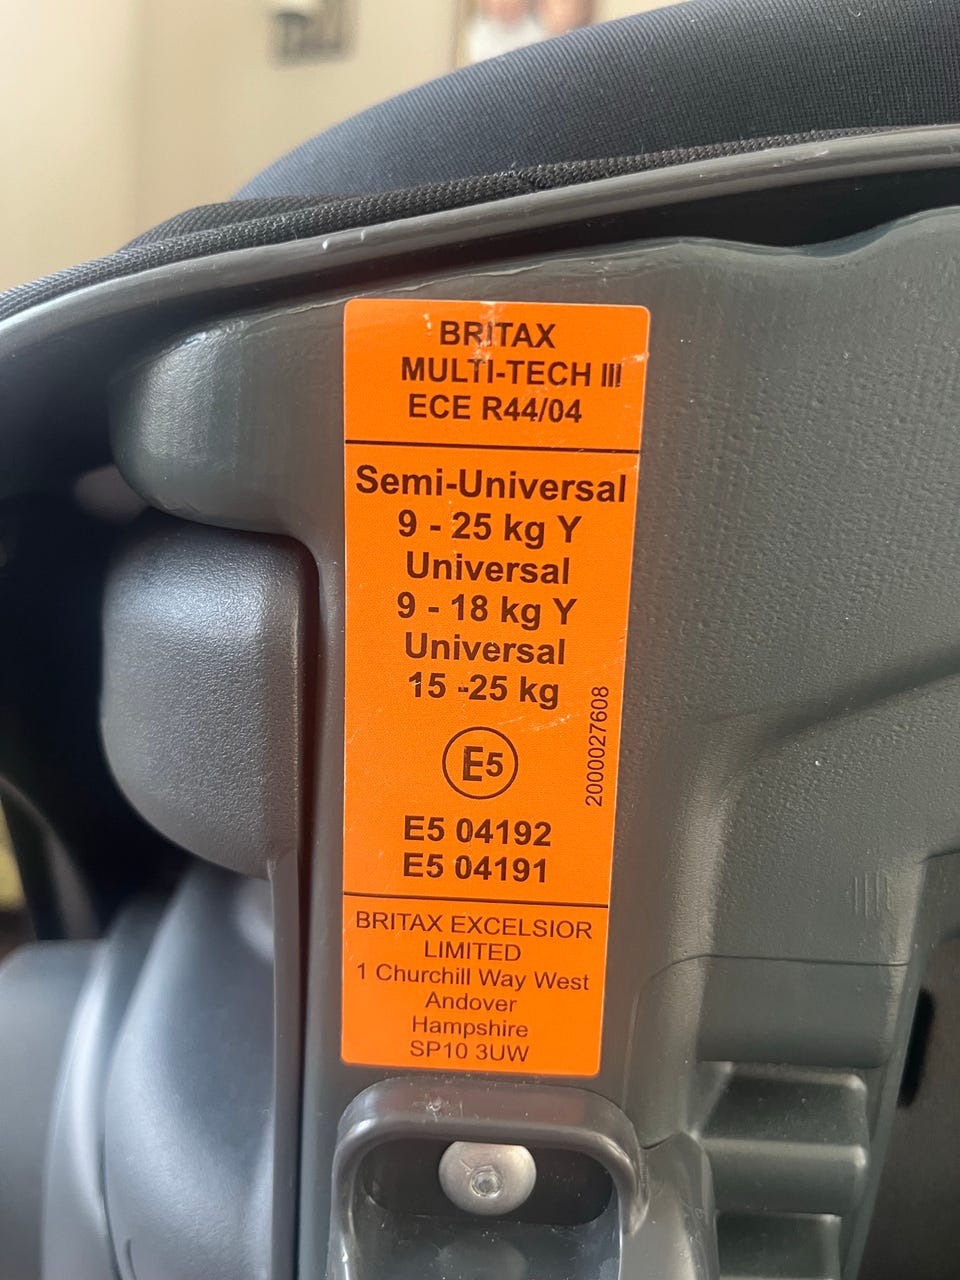 BRITAX
MULTI-TECH III
ECE R44/04
Semi-Universal
9 - 25 kg Y
Universal
9 - 18 kg Y
Universal
15 -25 kg
E5
2000027608
E5 04192
E5 04191
BRITAX EXCELSIOR
LIMITED
1 Churchill Way West
Andover
Hampshire
SP10 3UW